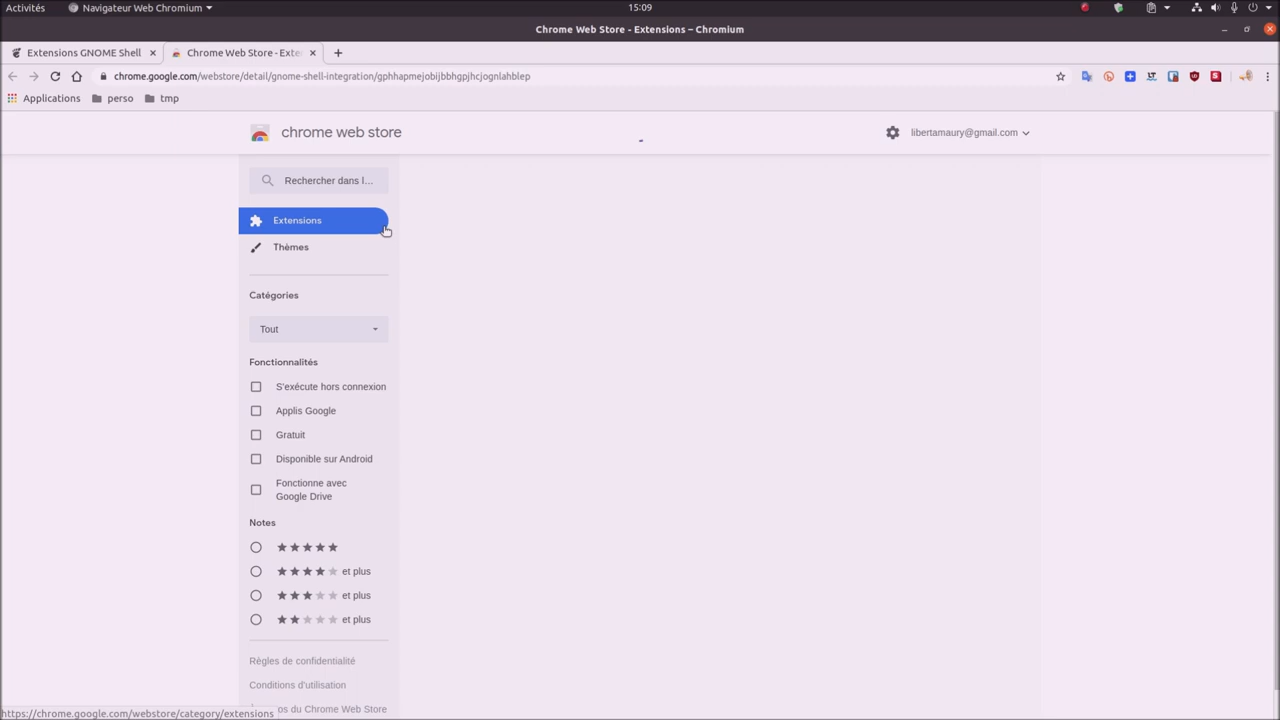 Activités
Navigateur Web Chromium
15:09
Chrome Web Store - Extensions – Chromium
Extensions GNOME Shell
Chrome Web Store - Exte
chrome.google.com/webstore/detail/gnome-shell-integration/gphhapmejobijbbhgpjhcjognlahblep
Applications
perso
tmp
chrome web store
libertamaury@gmail.com
Rechercher dans l...
Extensions
Thèmes
Catégories
Tout
Fonctionnalités
S'exécute hors connexion
Applis Google
Gratuit
Disponible sur Android
Fonctionne avec
Google Drive
Notes
et plus
et plus
et plus
Règles de confidentialité
Conditions d'utilisation
os du Chrome Web Store
https://chrome.google.com/webstore/category/extensions